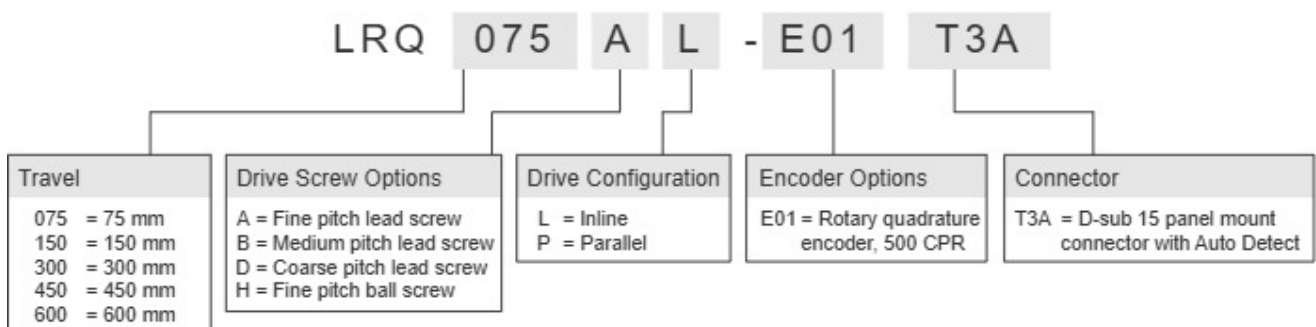 LRQ 075 A L - E01 T3A
Travel
075 = 75 mm
150 = 150 mm
300 = 300 mm
450 = 450 mm
600 = 600 mm
Drive Screw Options
A = Fine pitch lead screw
B = Medium pitch lead screw
D = Coarse pitch lead screw
H = Fine pitch ball screw
Drive Configuration
L = Inline
P = Parallel
Encoder Options
E01 = Rotary quadrature
encoder, 500 CPR
Connector
T3A = D-sub 15 panel mount
connector with Auto Detect